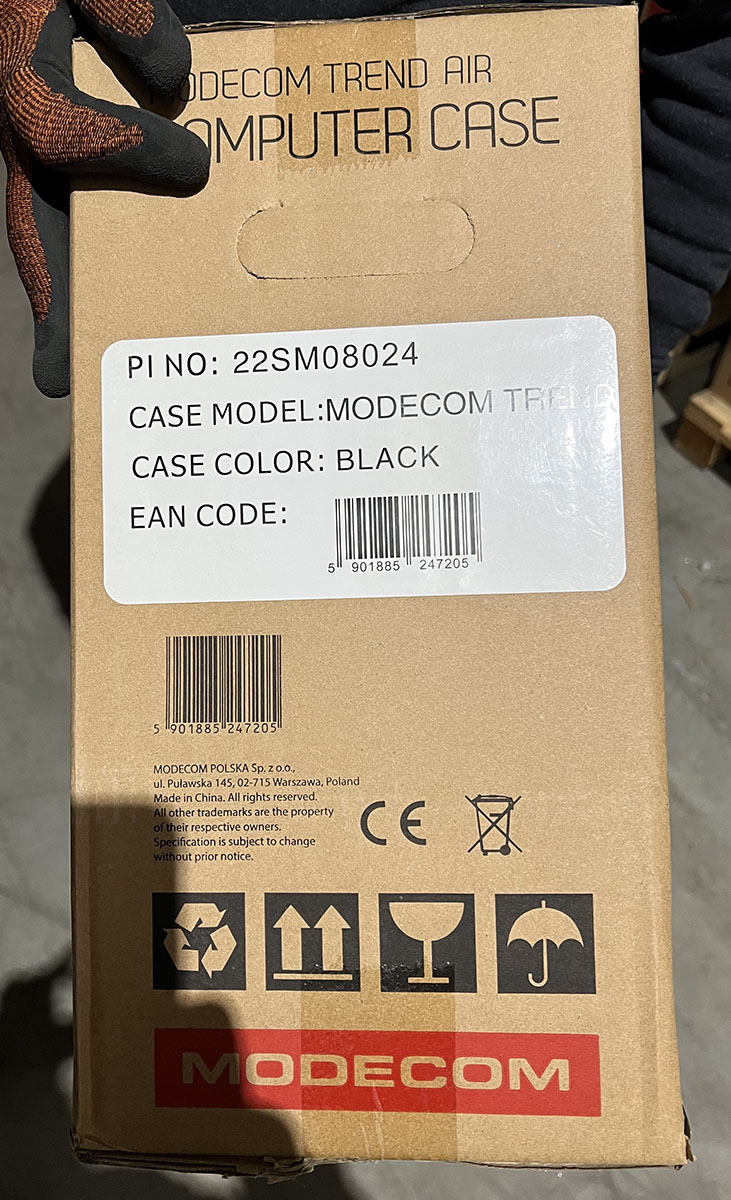 ODECOM TREND AIR
OMPUTER CASE
PI NO: 22SM08024
CASE MODEL:MODECOM TREND
CASE COLOR: BLACK
EAN CODE:
5 901885 247205
5 901885 247205
MODECOM POLSKA Sp. z o.o.,
ul. Puławska 145, 02-715 Warszawa, Poland
Made in China. All rights reserved.
All other trademarks are the property
of their respective owners.
Specification is subject to change
without prior notice.
CE
MODECOM